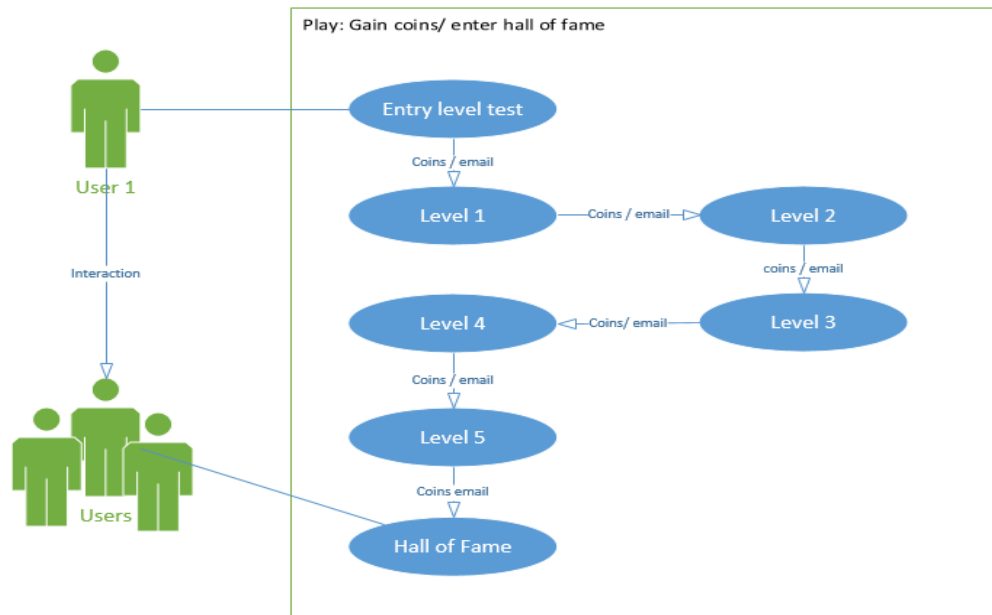 Play: Gain coins/ enter hall of fame
Entry level test
Coins / email
User 1
Level 1
Coins / email
Level 2
Interaction
coins / email
Level 4
Coins/ email
Level 3
Coins / email
Level 5
Coins email
Users
Hall of Fame